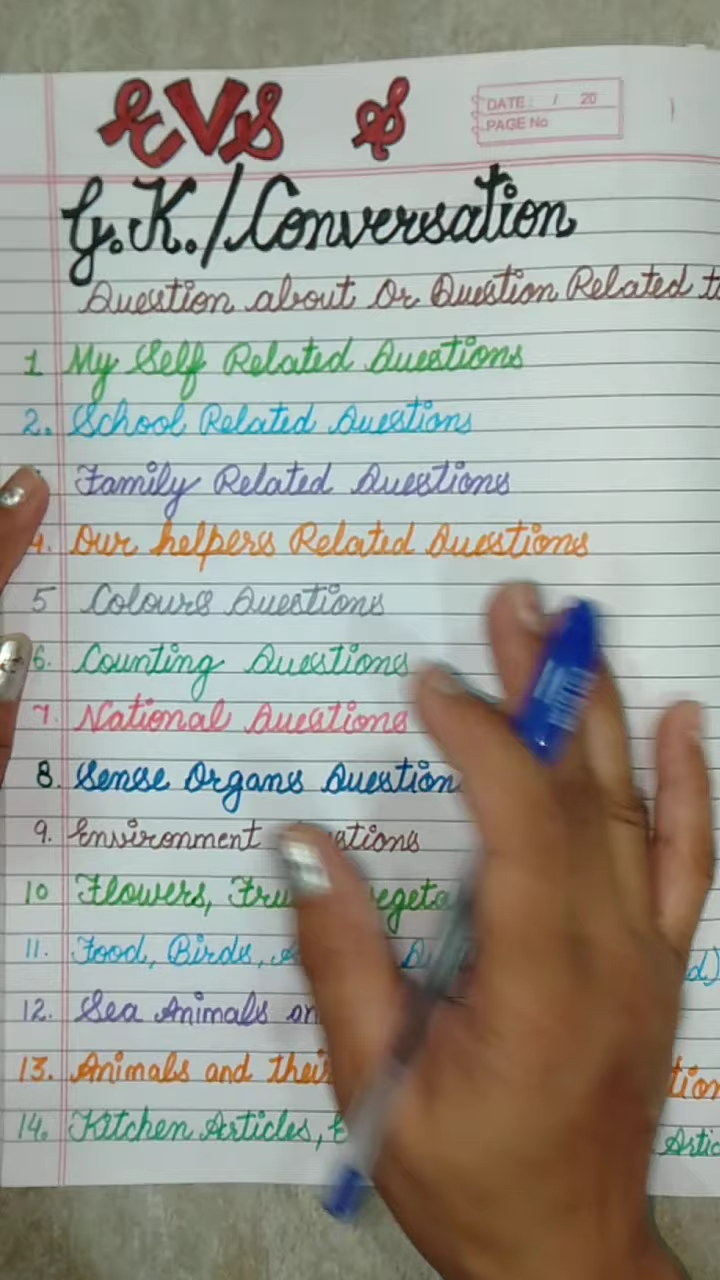 EVS &
DATE: / 20
PAGE No
G.K./Conversation
Question about Or Question Related t
1 My Self Related Questions
2. School Related Questions
Family Related Questions
4. Our helpers Related Questions
5 Colours Questions
6. Counting Questions
7. National Questions
8. Sense Organs Question
9. Environment
10 Flowers,
11. Food, Birds,
12. Sea Animals
13. Animals and their
14. Kitchen Articles,